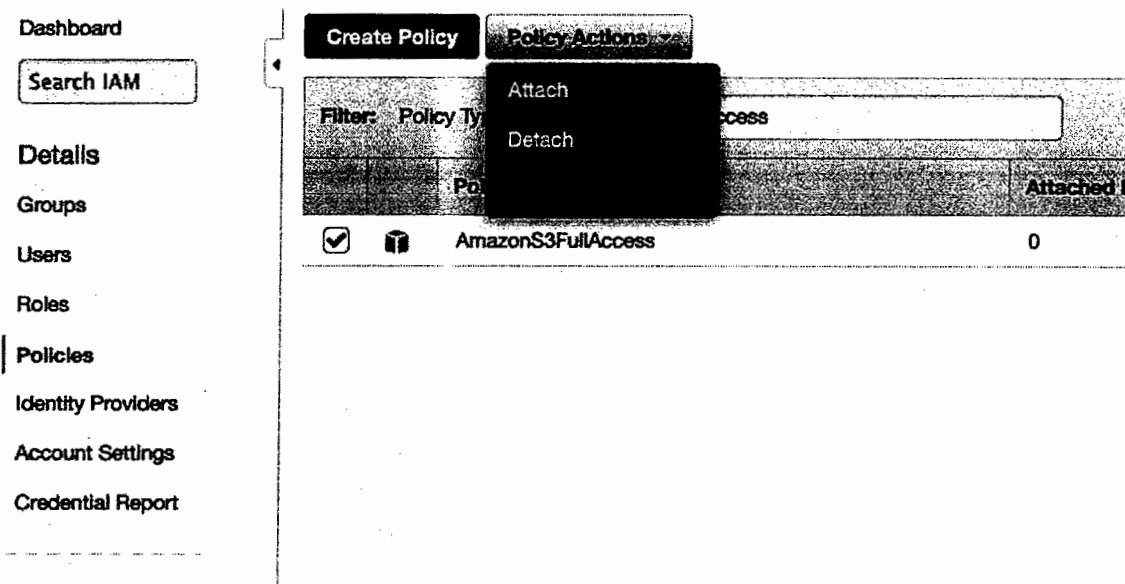 Dashboard
Search IAM
Details
Groups
Users
Roles
Policies
Identity Providers
Account Settings
Credential Report
Create Policy
Policy Actions
Attach
Detach
Filter: Policy Ty
ccess
Po
Attached
AmazonS3FullAccess
0